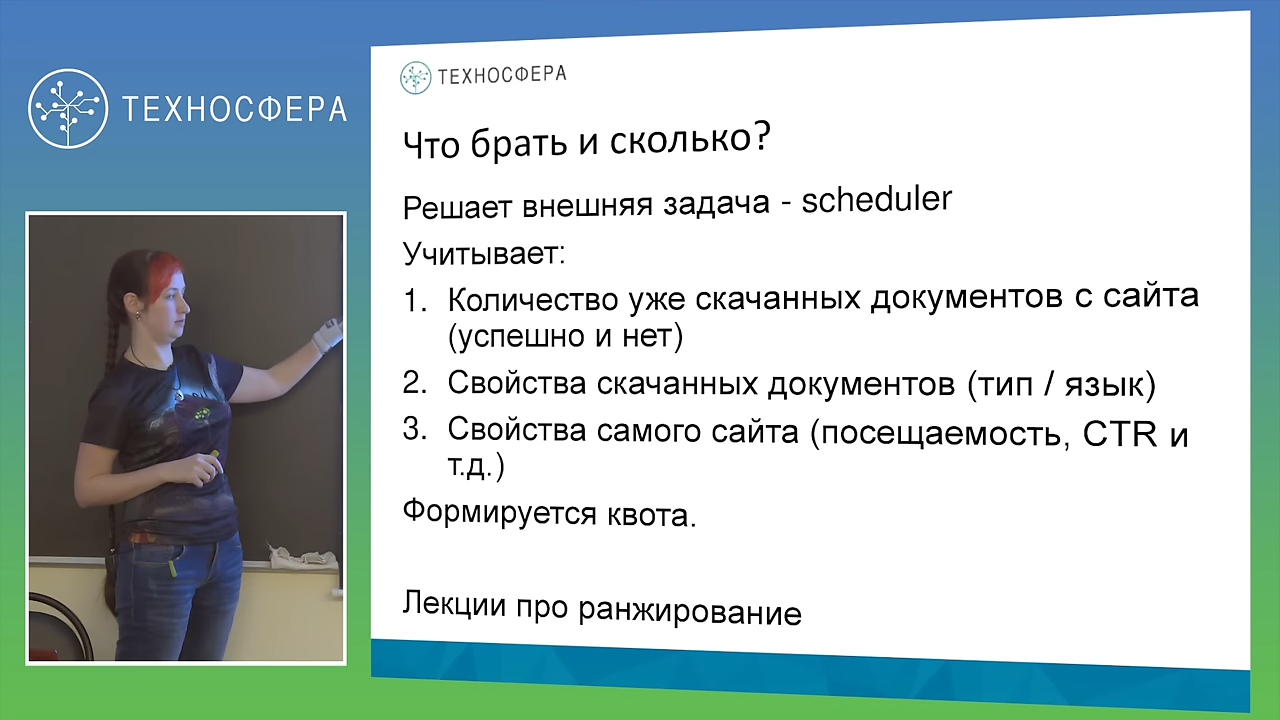 ТЕХНОСФЕРА
ТЕХНОСФЕРА
Что брать и сколько?
Решает внешняя задача - scheduler
Учитывает:
1. Количество уже скачанных документов с сайта
(успешно и нет)
2. Свойства скачанных документов (тип / язык)
3. Свойства самого сайта (посещаемость, CTR и
т.д.)
Формируется квота.
Лекции про ранжирование